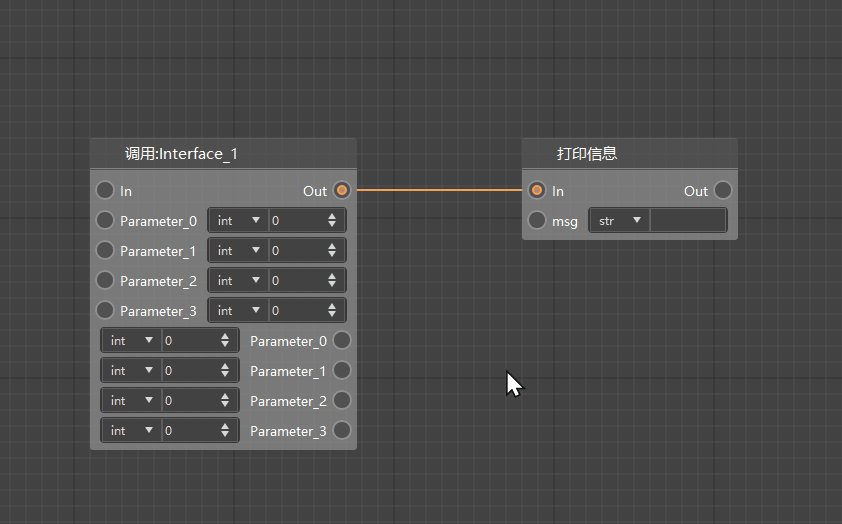 调用:Interface_1
In
Out
Parameter_0 int 0
Parameter_1 int 0
Parameter_2 int 0
Parameter_3 int 0
int 0 Parameter_0
int 0 Parameter_1
int 0 Parameter_2
int 0 Parameter_3
打印信息
In
Out
msg str